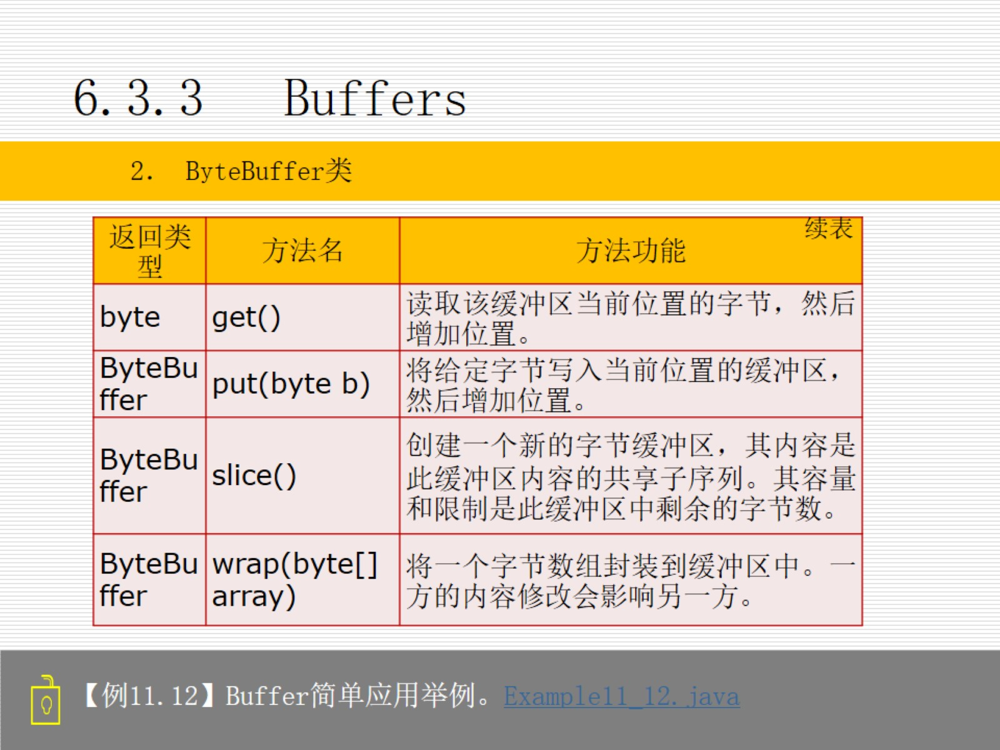 6.3.3 Buffers
2. ByteBuffer类
续表
返回类
型
方法名
方法功能
byte
get()
读取该缓冲区当前位置的字节，然后
增加位置。
ByteBu
ffer
put(byte b)
将给定字节写入当前位置的缓冲区，
然后增加位置。
ByteBu
ffer
slice()
创建一个新的字节缓冲区，其内容是
此缓冲区内容的共享子序列。其容量
和限制是此缓冲区中剩余的字节数。
ByteBu
ffer
wrap(byte[]
array)
将一个字节数组封装到缓冲区中。一
方的内容修改会影响另一方。
【例11.12】Buffer简单应用举例。Example11_12.java